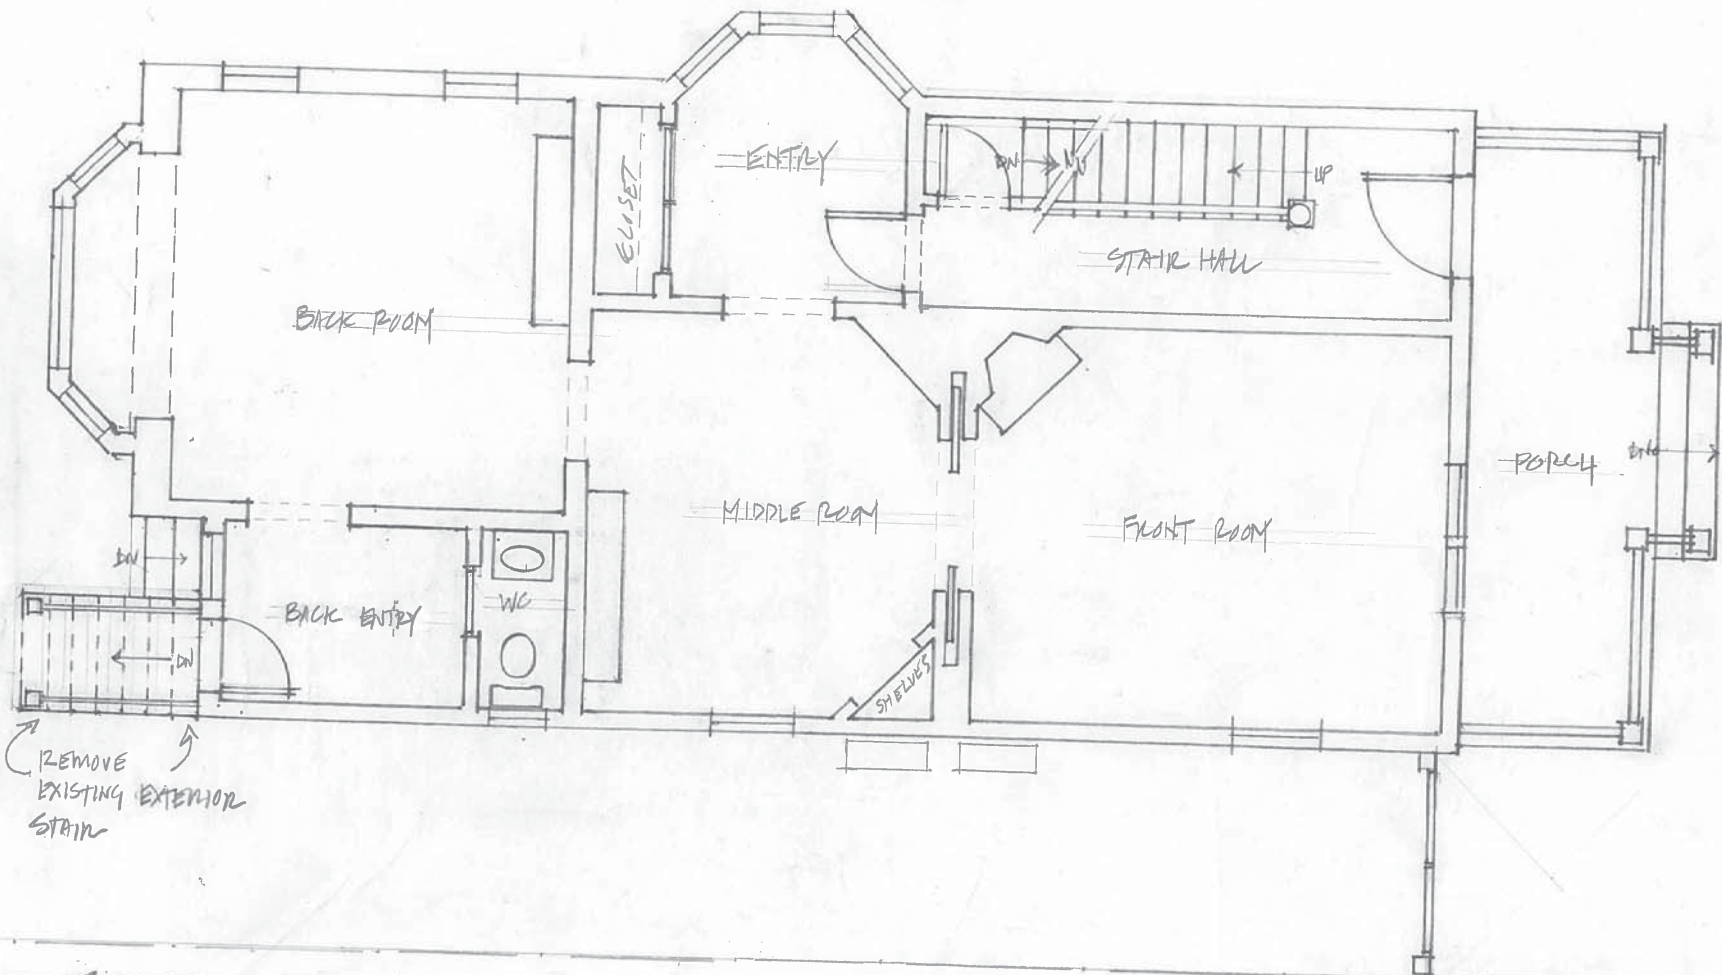 ENTRY
CLOSET
DN
UP
STAIR HALL
BACK ROOM
PORCH
DN
MIDDLE ROOM
FRONT ROOM
DN
WC
BACK ENTRY
DN
SHELVES
REMOVE
EXISTING EXTERIOR
STAIR